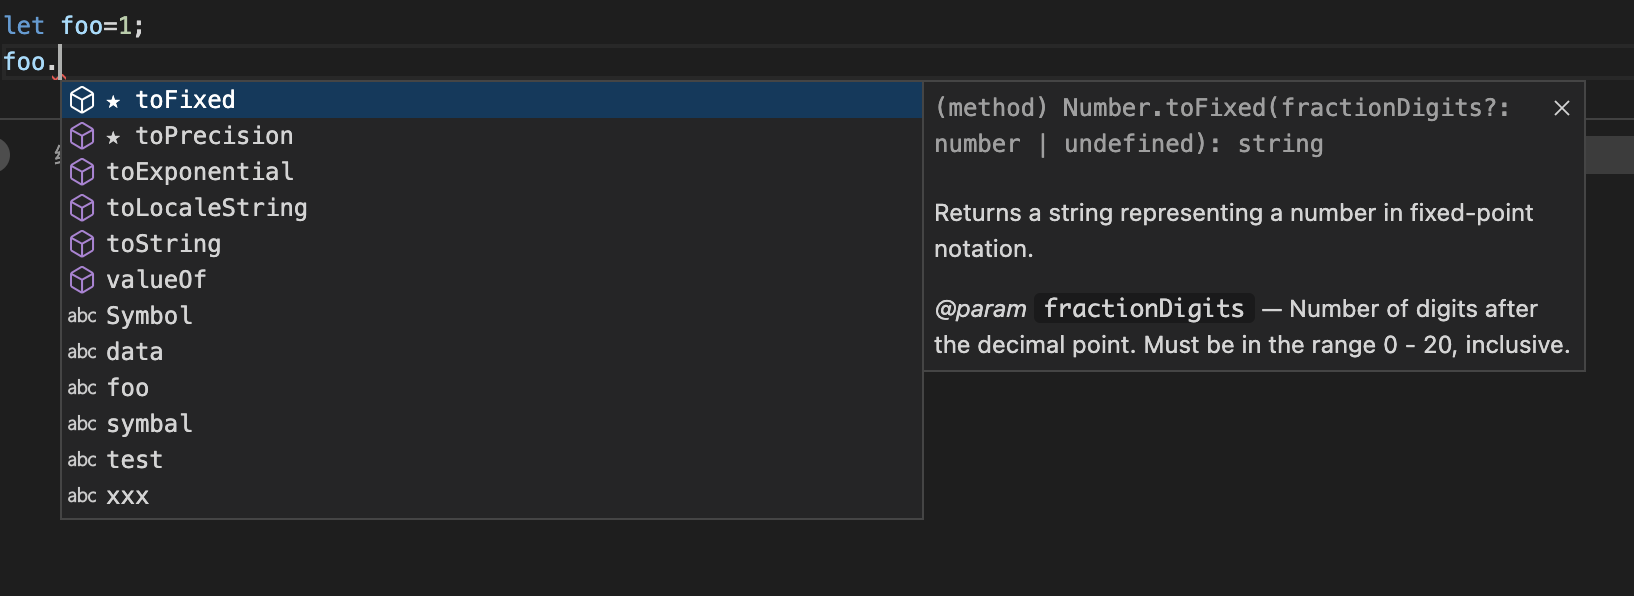 let foo=1;
foo.
★ toFixed
★ toPrecision
toExponential
toLocaleString
toString
valueOf
abc Symbol
abc data
abc foo
abc symbal
abc test
abc xxx
(method) Number.toFixed(fractionDigits?:
number | undefined): string
Returns a string representing a number in fixed-point
notation.
@param fractionDigits — Number of digits after
the decimal point. Must be in the range 0 - 20, inclusive.